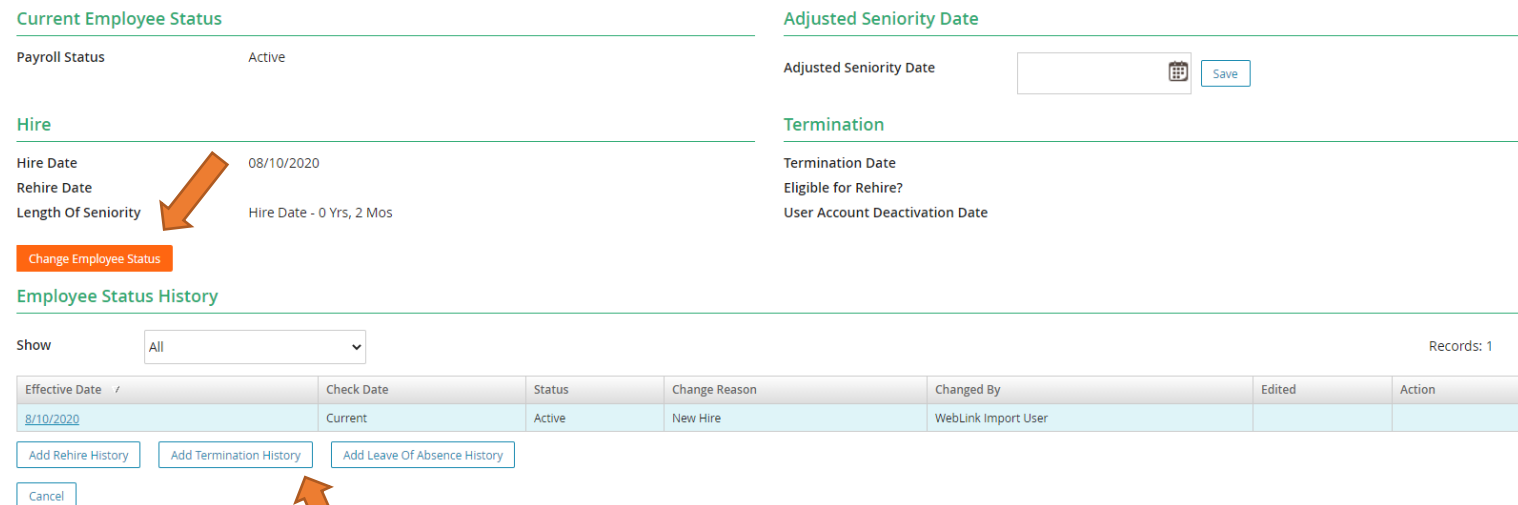 Current Employee Status
Adjusted Seniority Date
Payroll Status Active
Adjusted Seniority Date Save
Hire
Termination
Hire Date 08/10/2020
Termination Date
Rehire Date
Eligible for Rehire?
Length Of Seniority Hire Date - 0 Yrs, 2 Mos
User Account Deactivation Date
Change Employee Status
Employee Status History
Show All Records: 1
Effective Date Check Date Status Change Reason Changed By Edited Action
8/10/2020 Current Active New Hire WebLink Import User
Add Rehire History Add Termination History Add Leave Of Absence History
Cancel